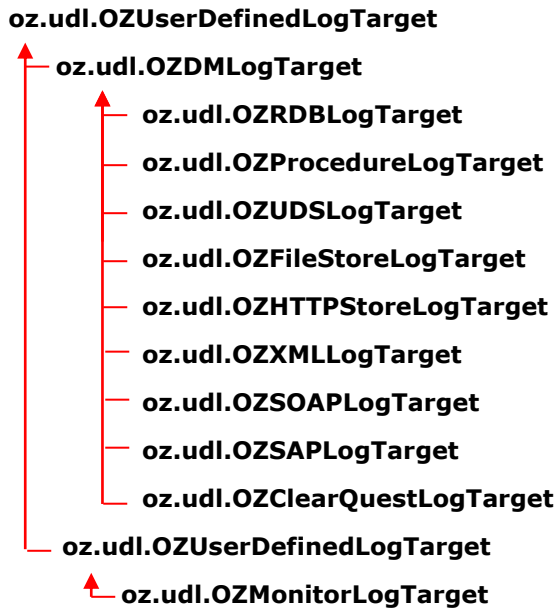 oz.udl.OZUserDefinedLogTarget
oz.udl.OZDMLogTarget
oz.udl.OZRDBLogTarget
oz.udl.OZProcedureLogTarget
oz.udl.OZUDSLogTarget
oz.udl.OZFileStoreLogTarget
oz.udl.OZHTTPStoreLogTarget
oz.udl.OZXMLLogTarget
oz.udl.OZSOAPLogTarget
oz.udl.OZSAPLogTarget
oz.udl.OZClearQuestLogTarget
oz.udl.OZUserDefinedLogTarget
oz.udl.OZMonitorLogTarget